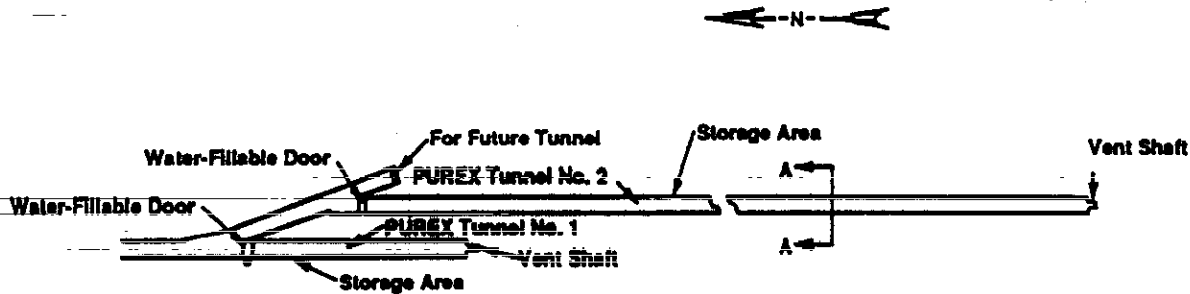 N
For Future Tunnel
Storage Area
Water-Fillable Door
Vent Shaft
PUREX Tunnel No. 2
A
Water-Fillable Door
PUREX Tunnel No. 1
A
Vent Shaft
Storage Area